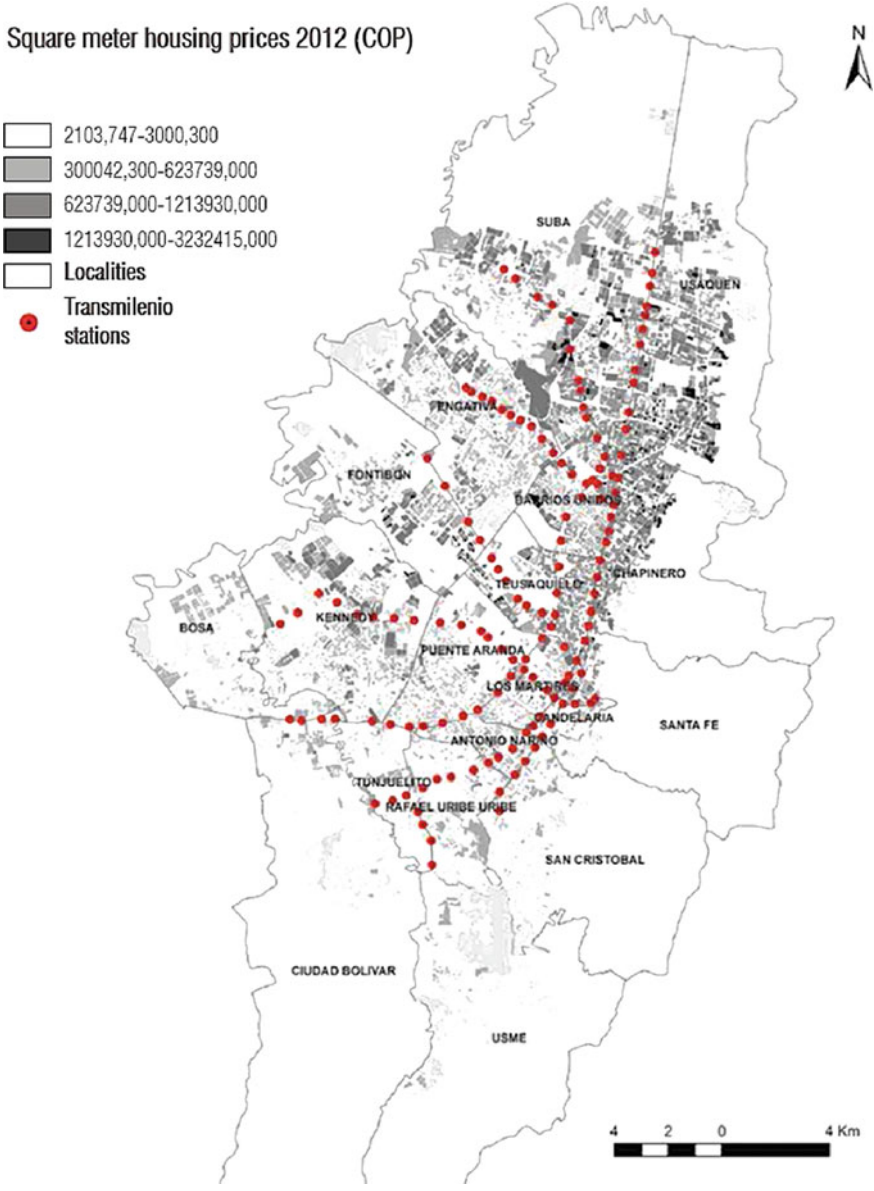 Square meter housing prices 2012 (COP)
N
2103,747-3000,300
300042,300-623739,000
623739,000-1213930,000
1213930,000-3232415,000
Localities
Transmilenio
stations
SUBA
USAQUEN
ENGATIVA
FONTIBON
BARRIOS UNIDOS
CHAPINERO
TEUSAQUILLO
KENNEDY
BOSA
PUENTE ARANDA
LOS MARTIRES
CANDELARIA
SANTA FE
ANTONIO NARIÑO
TUNJUELITO
RAFAEL URIBE URIBE
SAN CRISTOBAL
CIUDAD BOLIVAR
USME
4 2 0 4 Km